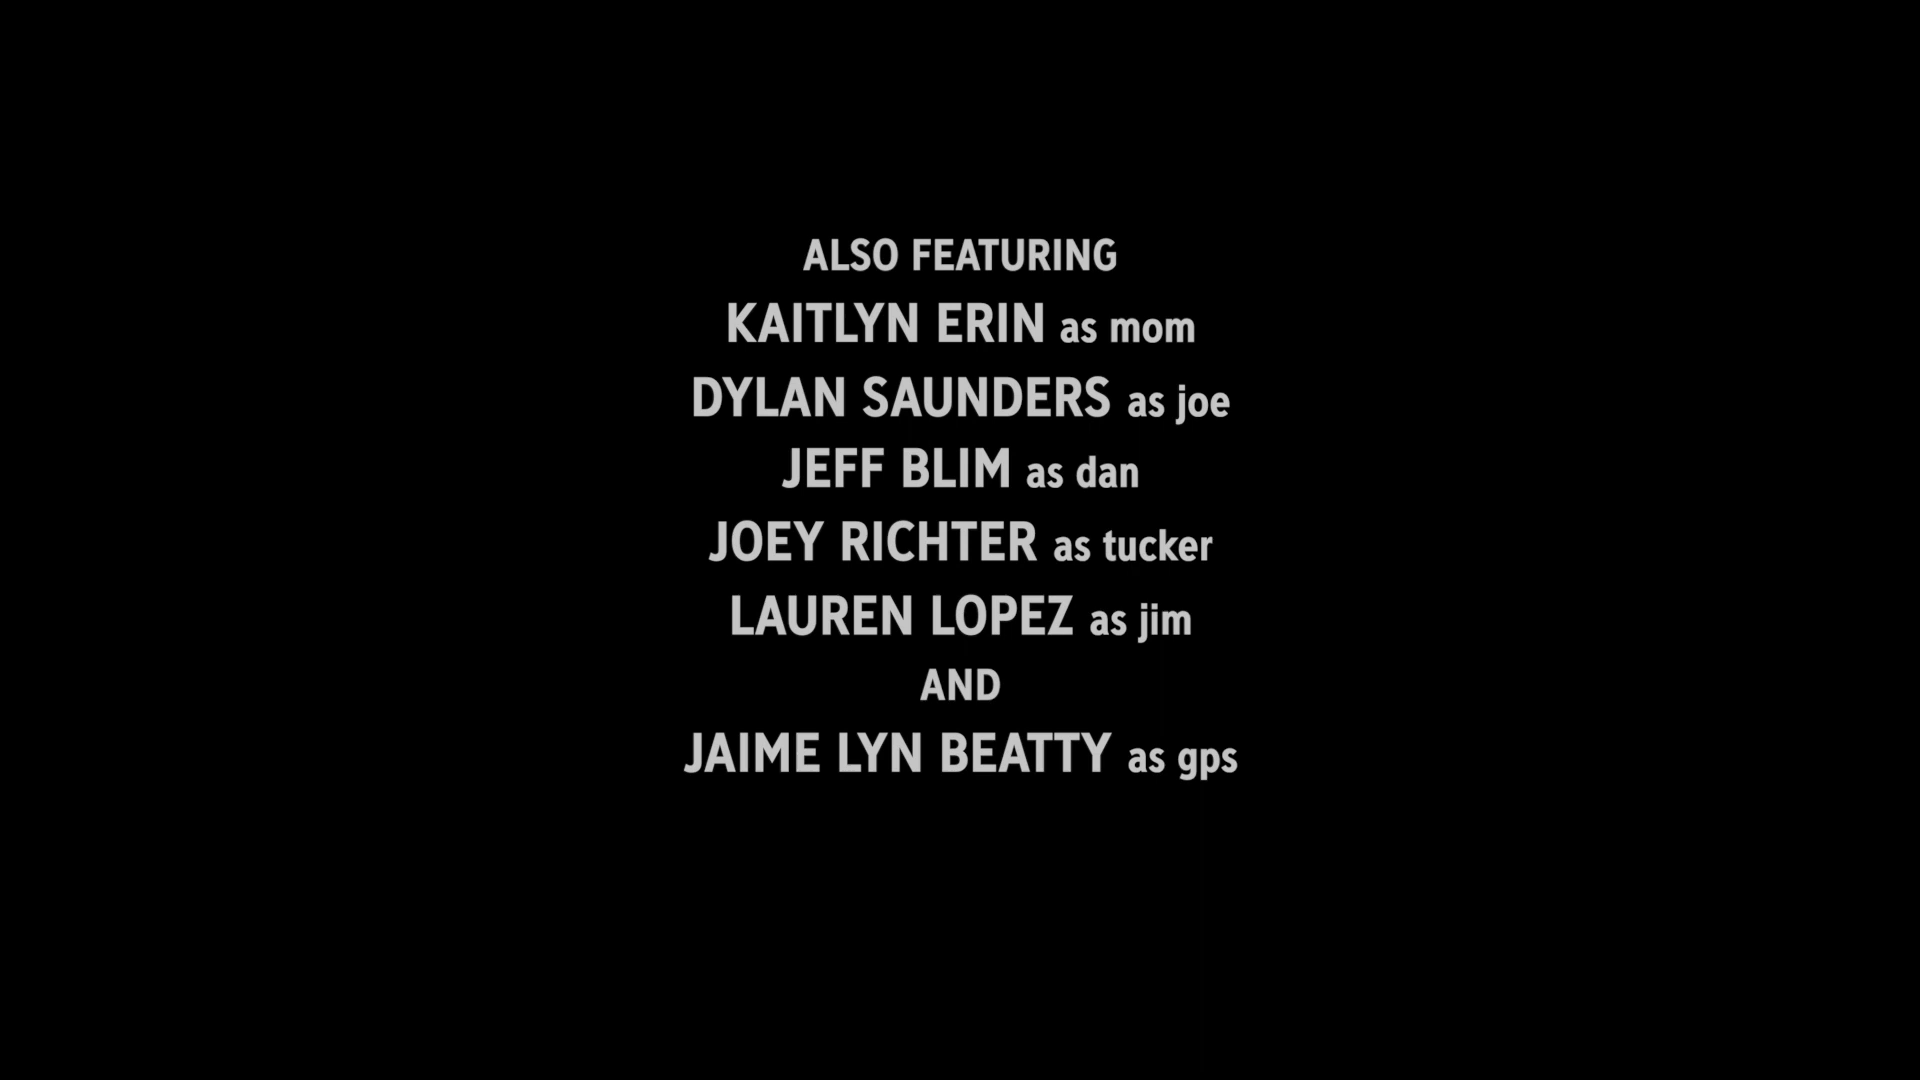 ALSO FEATURING
KAITLYN ERIN as mom
DYLAN SAUNDERS as joe
JEFF BLIM as dan
JOEY RICHTER as tucker
LAUREN LOPEZ as jim
AND
JAIME LYN BEATTY as gps